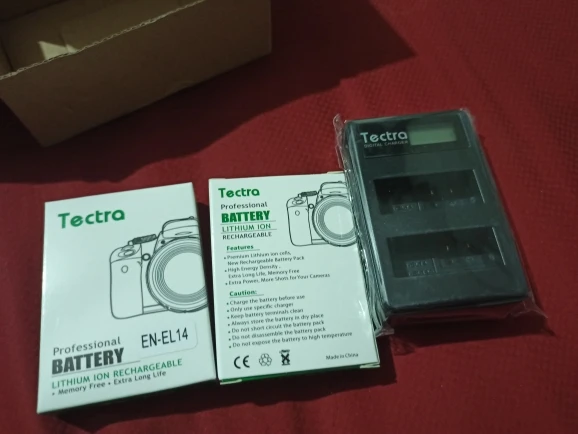 Tectra
Professional
BATTERY
EN-EL14
LITHIUM ION RECHARGEABLE
• Memory Free • Extra Long Life
Tectra
Professional
BATTERY
LITHIUM ION
RECHARGEABLE
Features
• Premium Lithium Ion cells,
New Rechargeable Battery Pack
• High Energy Density,
Extra Long Life, Memory Free
• Extra Power, More Shots For Your Cameras
Caution:
• Charge the battery before use
• Only use specific charger
• Keep battery terminals clean
• Always store the battery in dry place
• Do not short circuit the battery pack
• Do not disassemble the battery pack
• Do not expose the battery to high temperature
CE
Made in China
Tectra
DIGITAL CHARGER